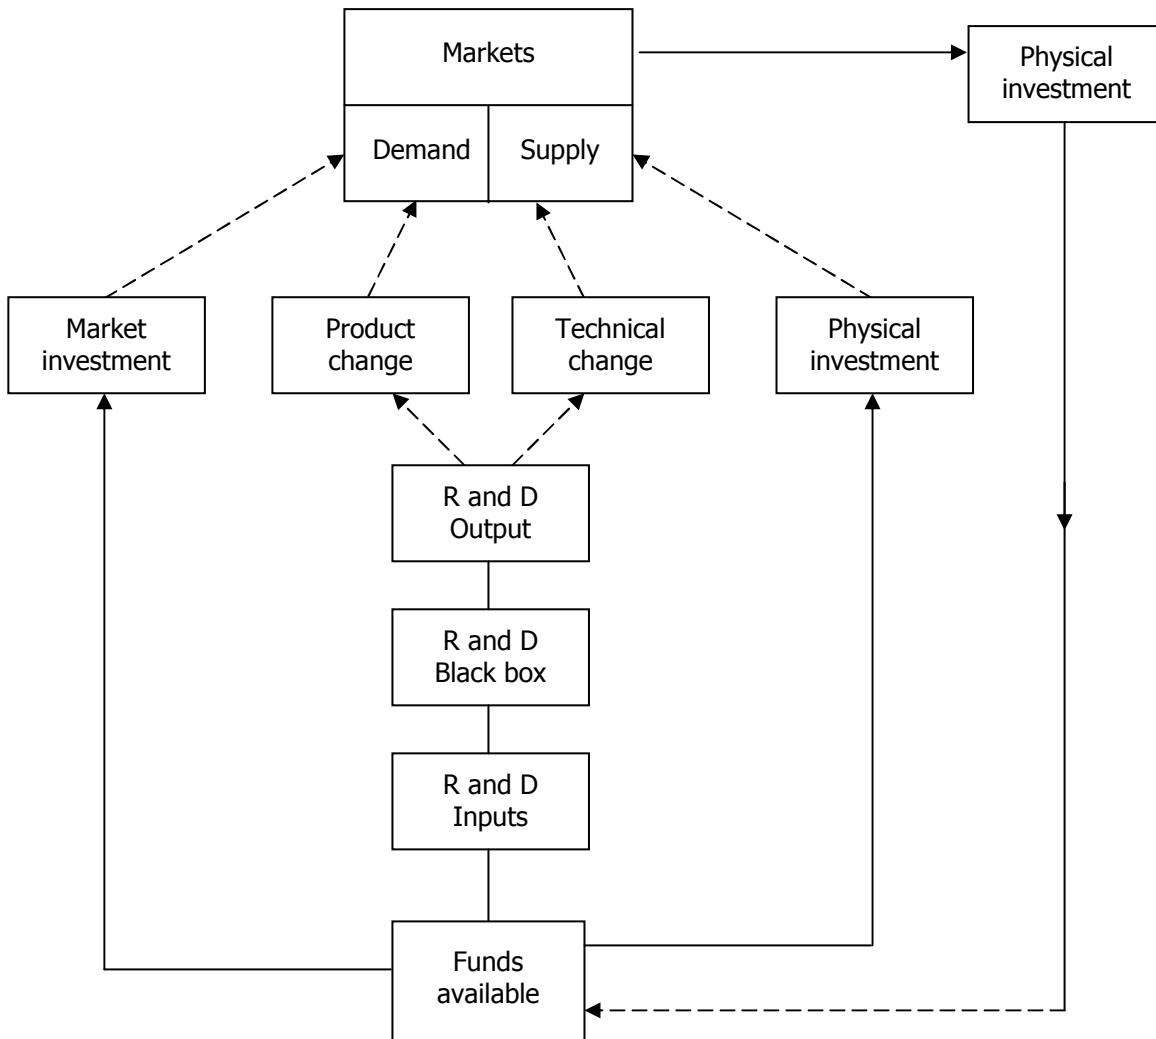 Markets
Physical
investment
Demand
Supply
Market
investment
Product
change
Technical
change
Physical
investment
R and D
Output
R and D
Black box
R and D
Inputs
Funds
available